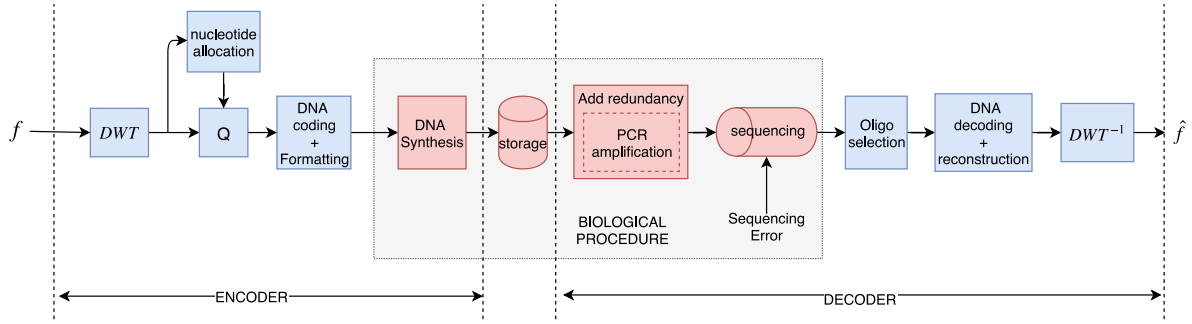 nucleotide
allocation
f
DWT
Q
DNA
coding
+
Formatting
DNA
Synthesis
storage
Add redundancy
PCR
amplification
sequencing
Oligo
selection
DNA
decoding
+
reconstruction
DWT⁻¹
f̂
BIOLOGICAL
PROCEDURE
Sequencing
Error
ENCODER
DECODER